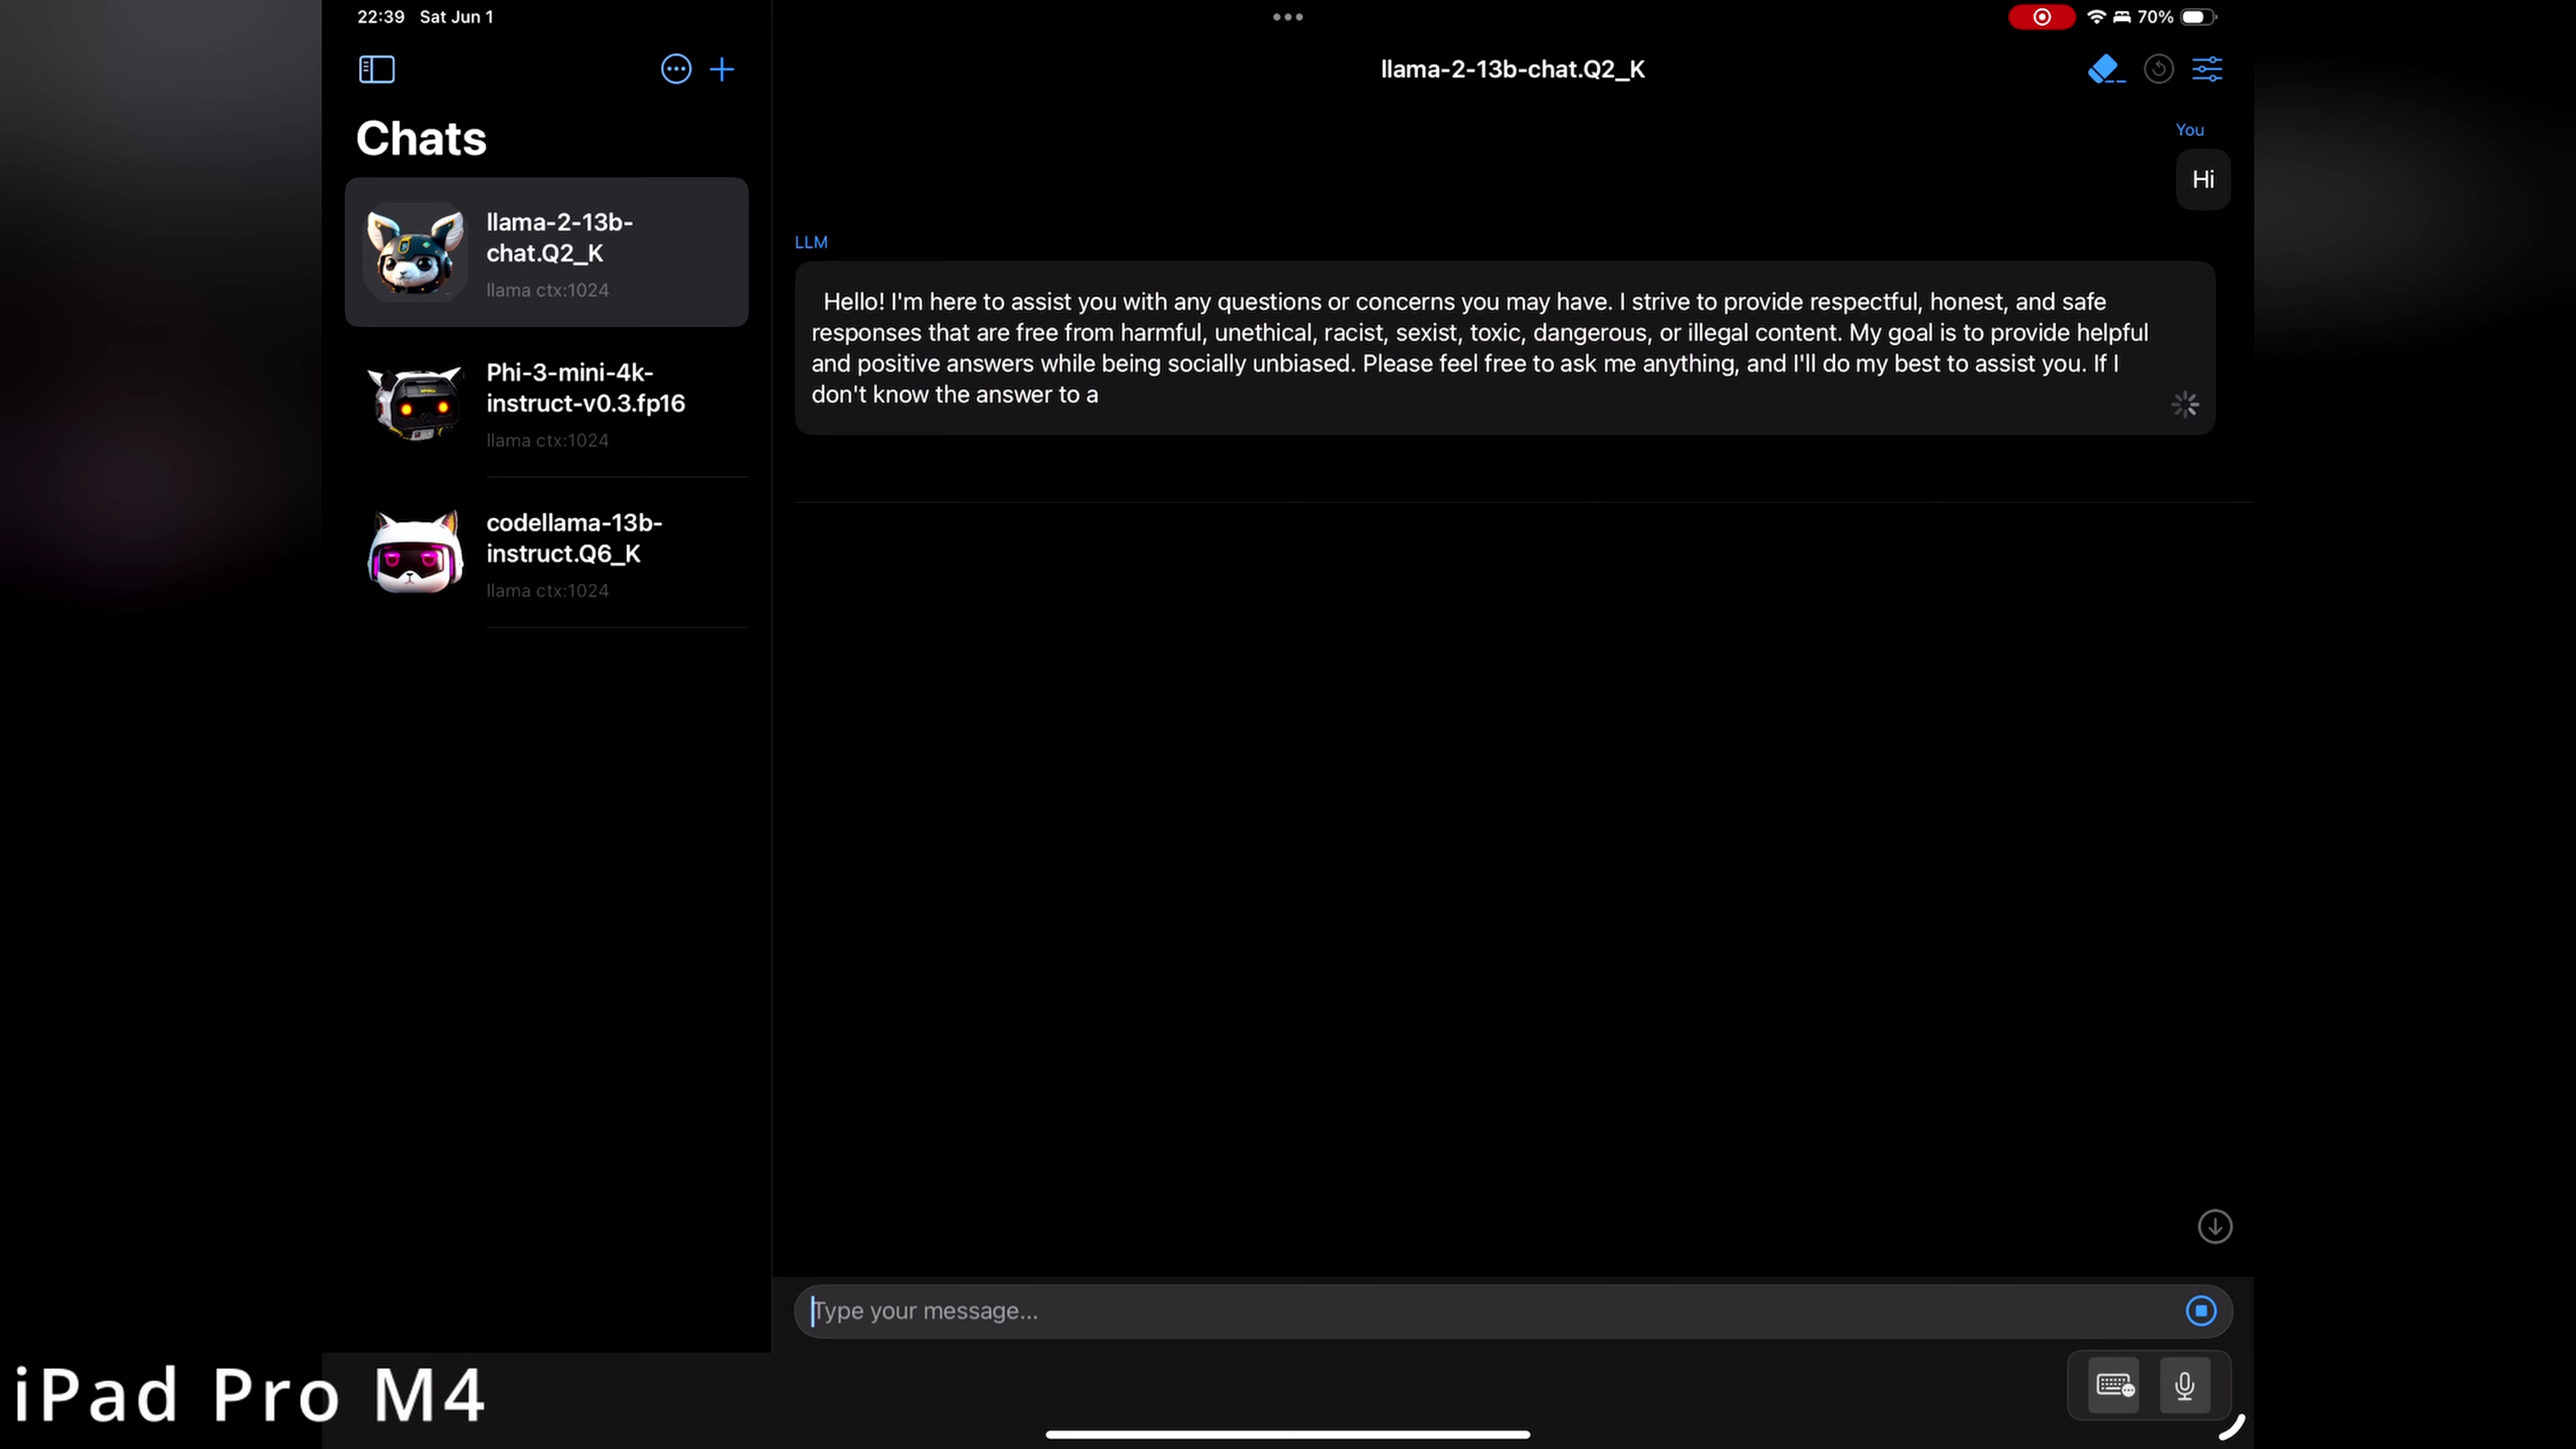 22:39 Sat Jun 1
70%
Chats
llama-2-13b-
chat.Q2_K
llama ctx:1024
Phi-3-mini-4k-
instruct-v0.3.fp16
llama ctx:1024
codellama-13b-
instruct.Q6_K
llama ctx:1024
llama-2-13b-chat.Q2_K
You
Hi
LLM
Hello! I'm here to assist you with any questions or concerns you may have. I strive to provide respectful, honest, and safe
responses that are free from harmful, unethical, racist, sexist, toxic, dangerous, or illegal content. My goal is to provide helpful
and positive answers while being socially unbiased. Please feel free to ask me anything, and I'll do my best to assist you. If I
don't know the answer to a
Type your message...
iPad Pro M4